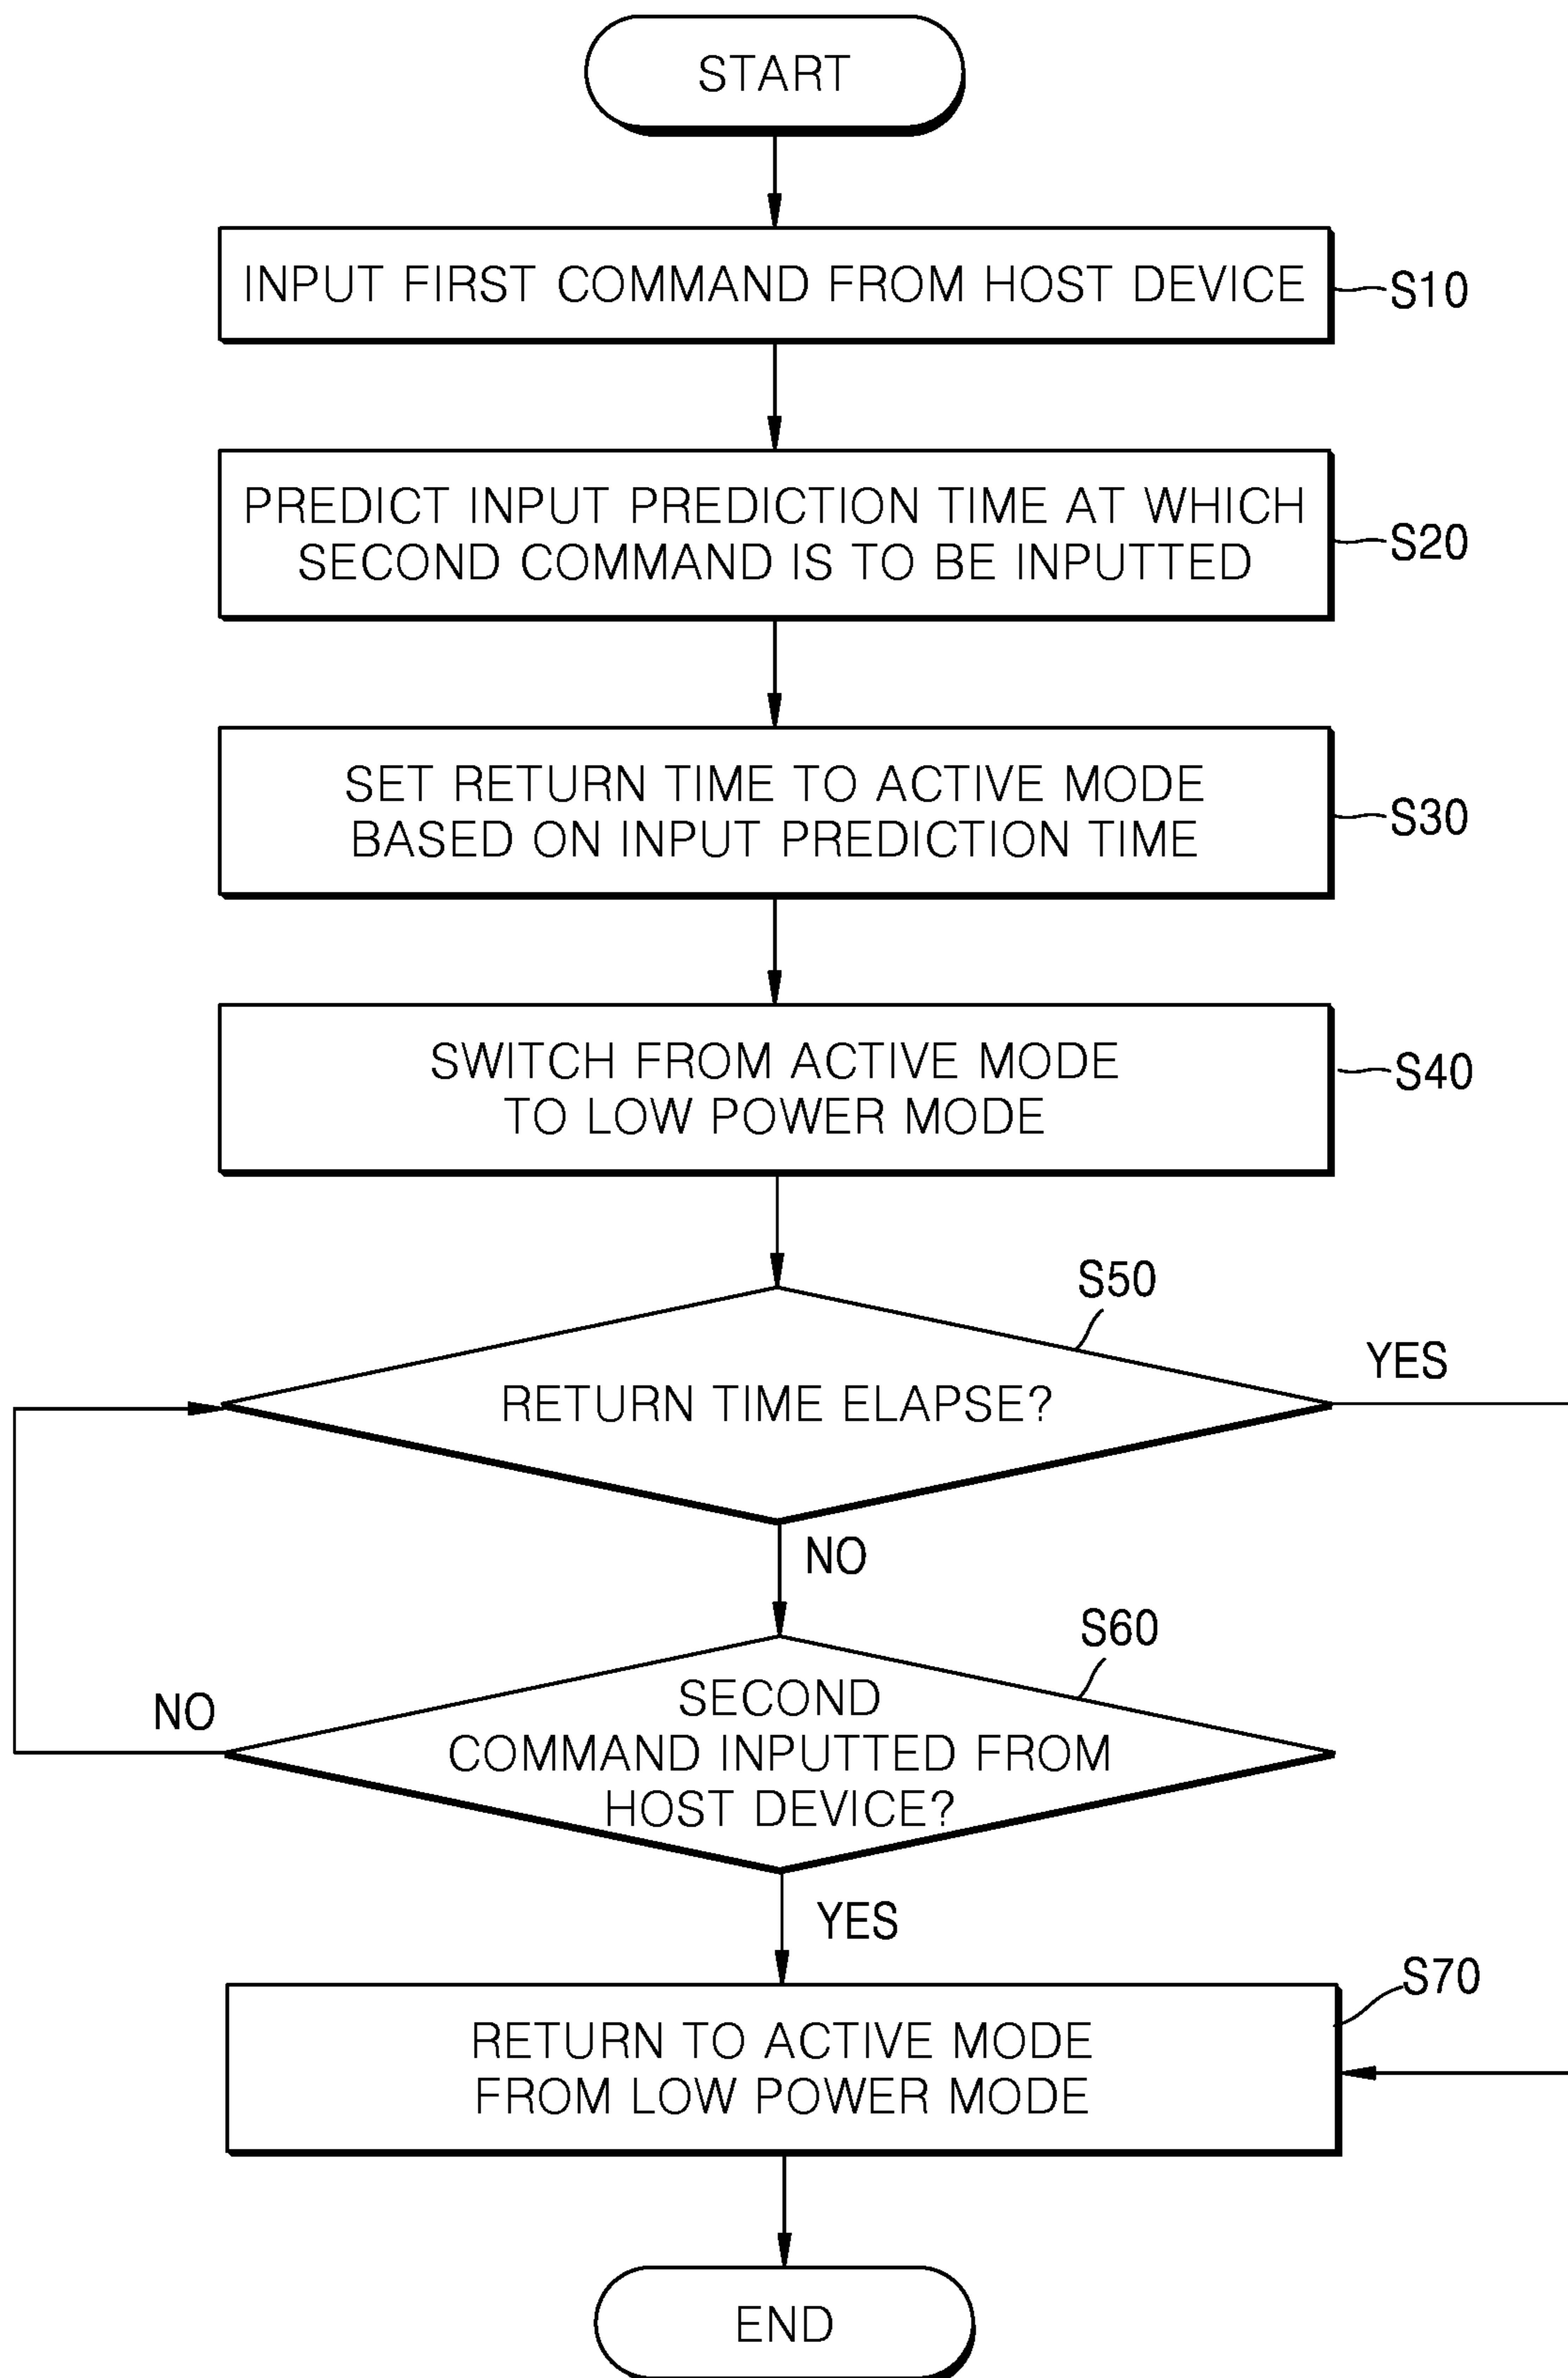 START
INPUT FIRST COMMAND FROM HOST DEVICE
S10
PREDICT INPUT PREDICTION TIME AT WHICH
SECOND COMMAND IS TO BE INPUTTED
S20
SET RETURN TIME TO ACTIVE MODE
BASED ON INPUT PREDICTION TIME
S30
SWITCH FROM ACTIVE MODE
TO LOW POWER MODE
S40
S50
YES
RETURN TIME ELAPSE?
NO
S60
NO
SECOND
COMMAND INPUTTED FROM
HOST DEVICE?
YES
S70
RETURN TO ACTIVE MODE
FROM LOW POWER MODE
END